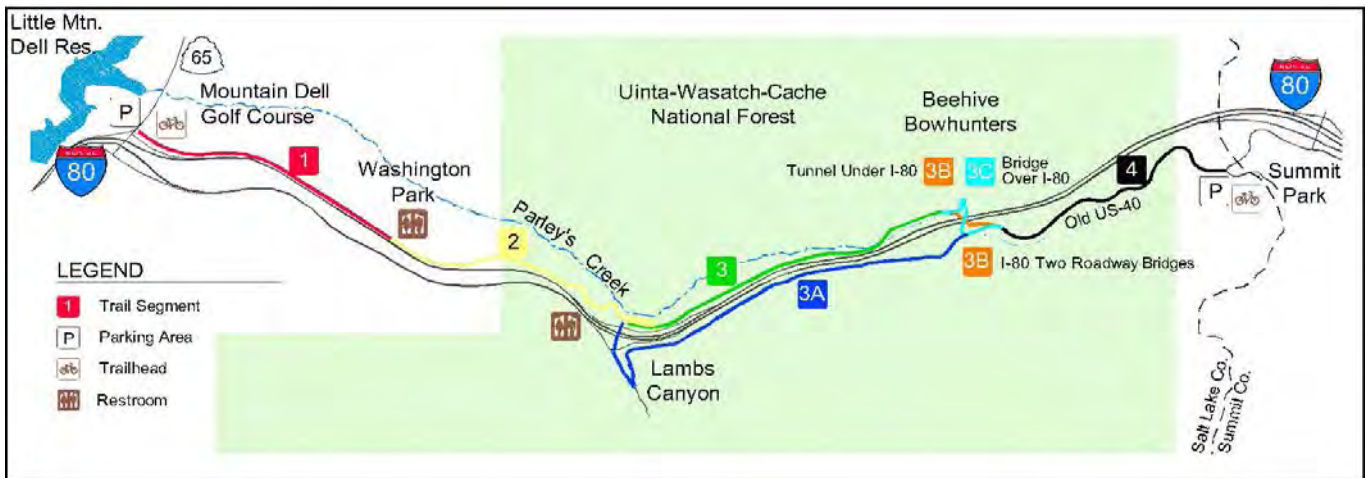 Little Mtn.
Dell Res.
65
Mountain Dell
Golf Course
P
80
1
Washington
Park
2
Parley's
Creek
Uinta-Wasatch-Cache
National Forest
Beehive
Bowhunters
Tunnel Under I-80
3B
3C
Bridge
Over I-80
3
3A
3B
I-80 Two Roadway Bridges
4
Old US-40
80
P
Summit
Park
Lambs
Canyon
Salt Lake Co.
Summit Co.
LEGEND
1 Trail Segment
P Parking Area
Trailhead
Restroom